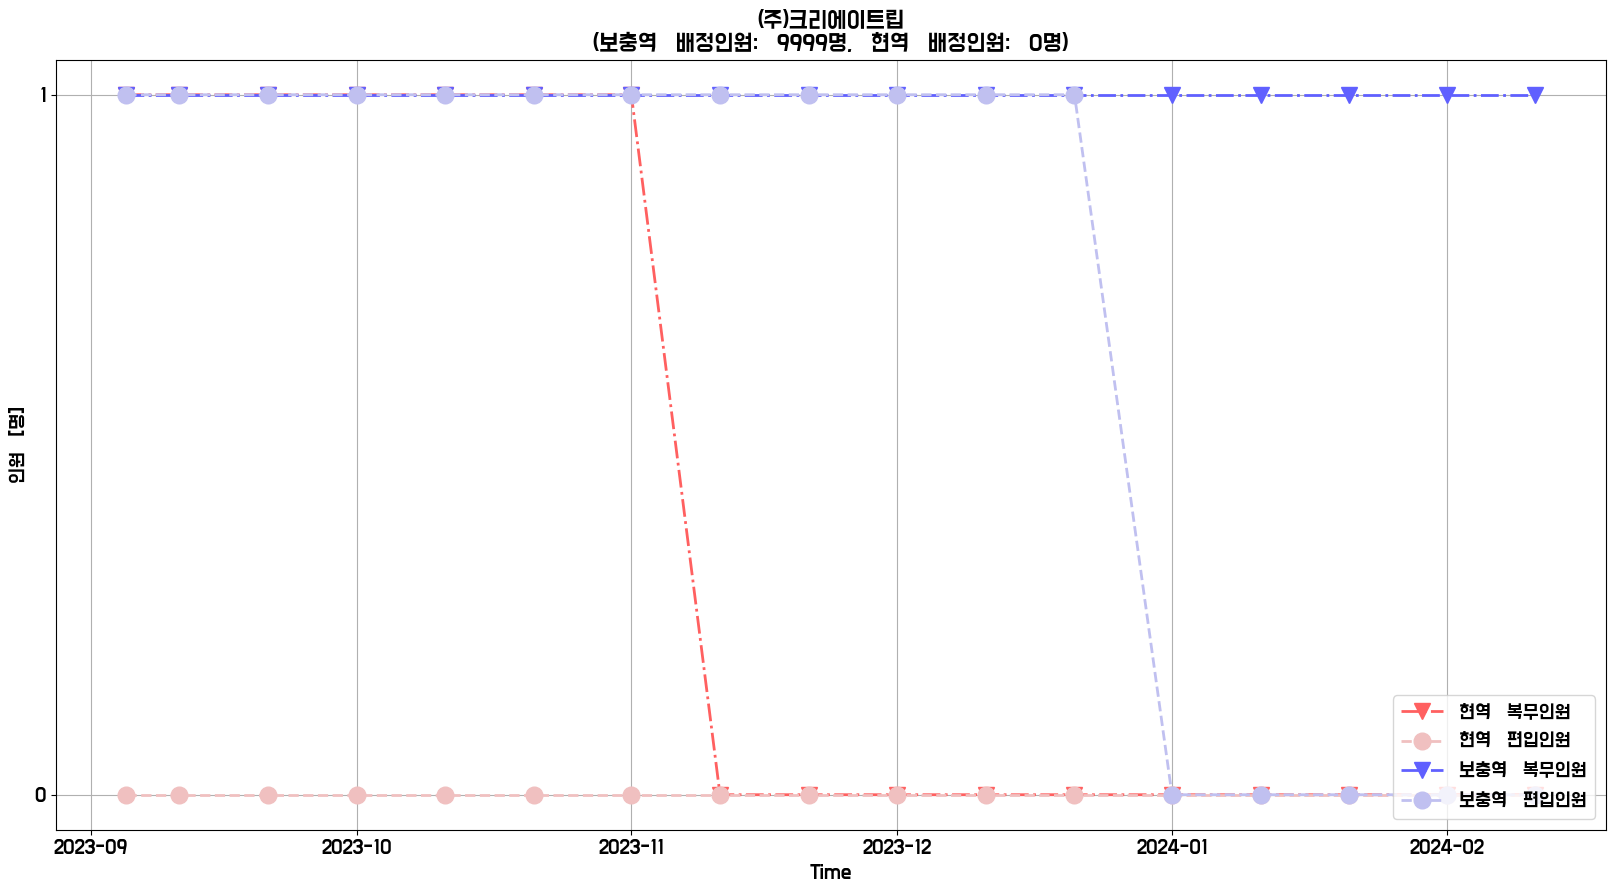 (주)크리에이트립
(보충역 배정인원: 9999명, 현역 배정인원: 0명)
1
0
인원 [명]
2023-09
2023-10
2023-11
2023-12
2024-01
2024-02
Time
현역 복무인원
현역 편입인원
보충역 복무인원
보충역 편입인원